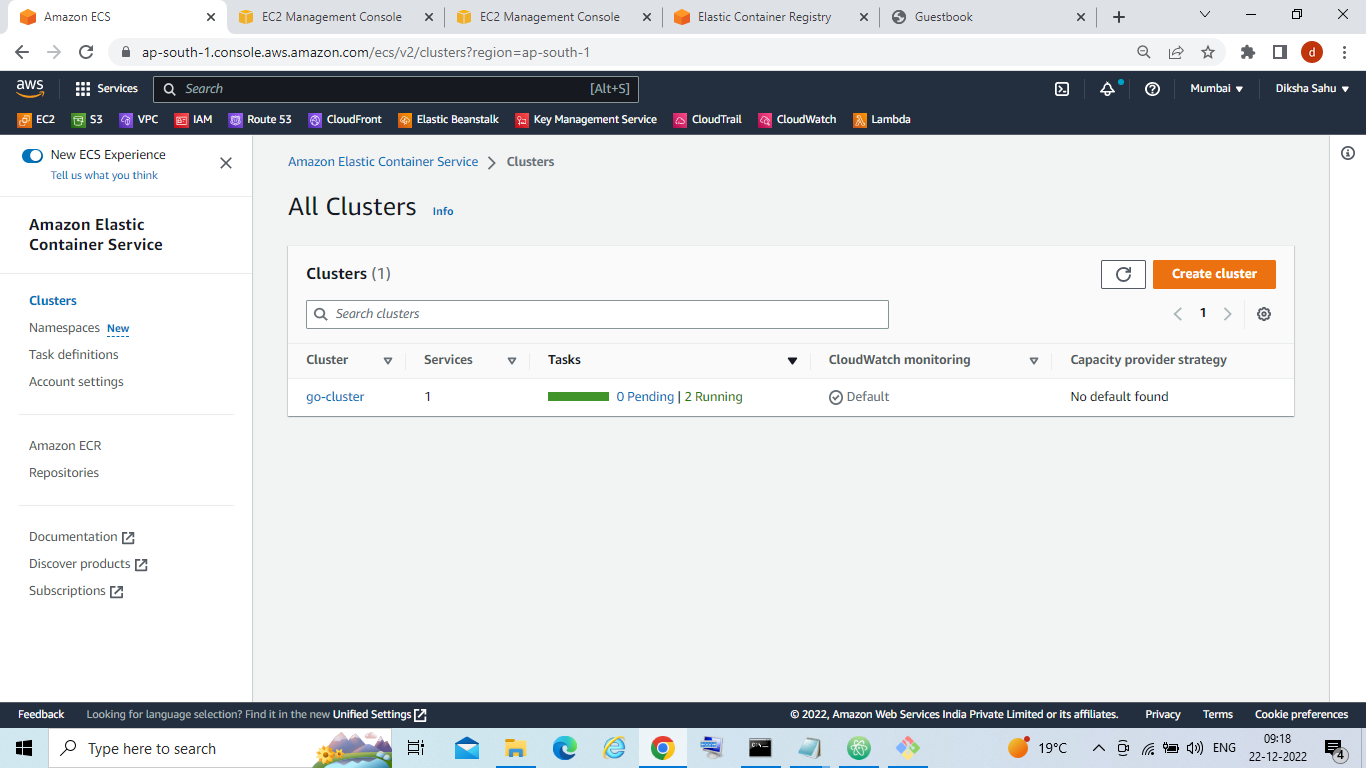 Amazon ECS
EC2 Management Console
EC2 Management Console
Elastic Container Registry
Guestbook
ap-south-1.console.aws.amazon.com/ecs/v2/clusters?region=ap-south-1
d
aws
Services
Search
[Alt+S]
Mumbai
Diksha Sahu
EC2
S3
VPC
IAM
Route 53
CloudFront
Elastic Beanstalk
Key Management Service
CloudTrail
CloudWatch
Lambda
New ECS Experience
Tell us what you think
Amazon Elastic
Container Service
Clusters
Namespaces New
Task definitions
Account settings
Amazon ECR
Repositories
Documentation
Discover products
Subscriptions
Amazon Elastic Container Service
Clusters
All Clusters Info
Clusters (1)
Create cluster
Search clusters
1
Cluster
Services
Tasks
CloudWatch monitoring
Capacity provider strategy
go-cluster
1
0 Pending | 2 Running
Default
No default found
Feedback
Looking for language selection? Find it in the new Unified Settings
© 2022, Amazon Web Services India Private Limited or its affiliates.
Privacy
Terms
Cookie preferences
Type here to search
19°C
ENG
09:18
22-12-2022
4